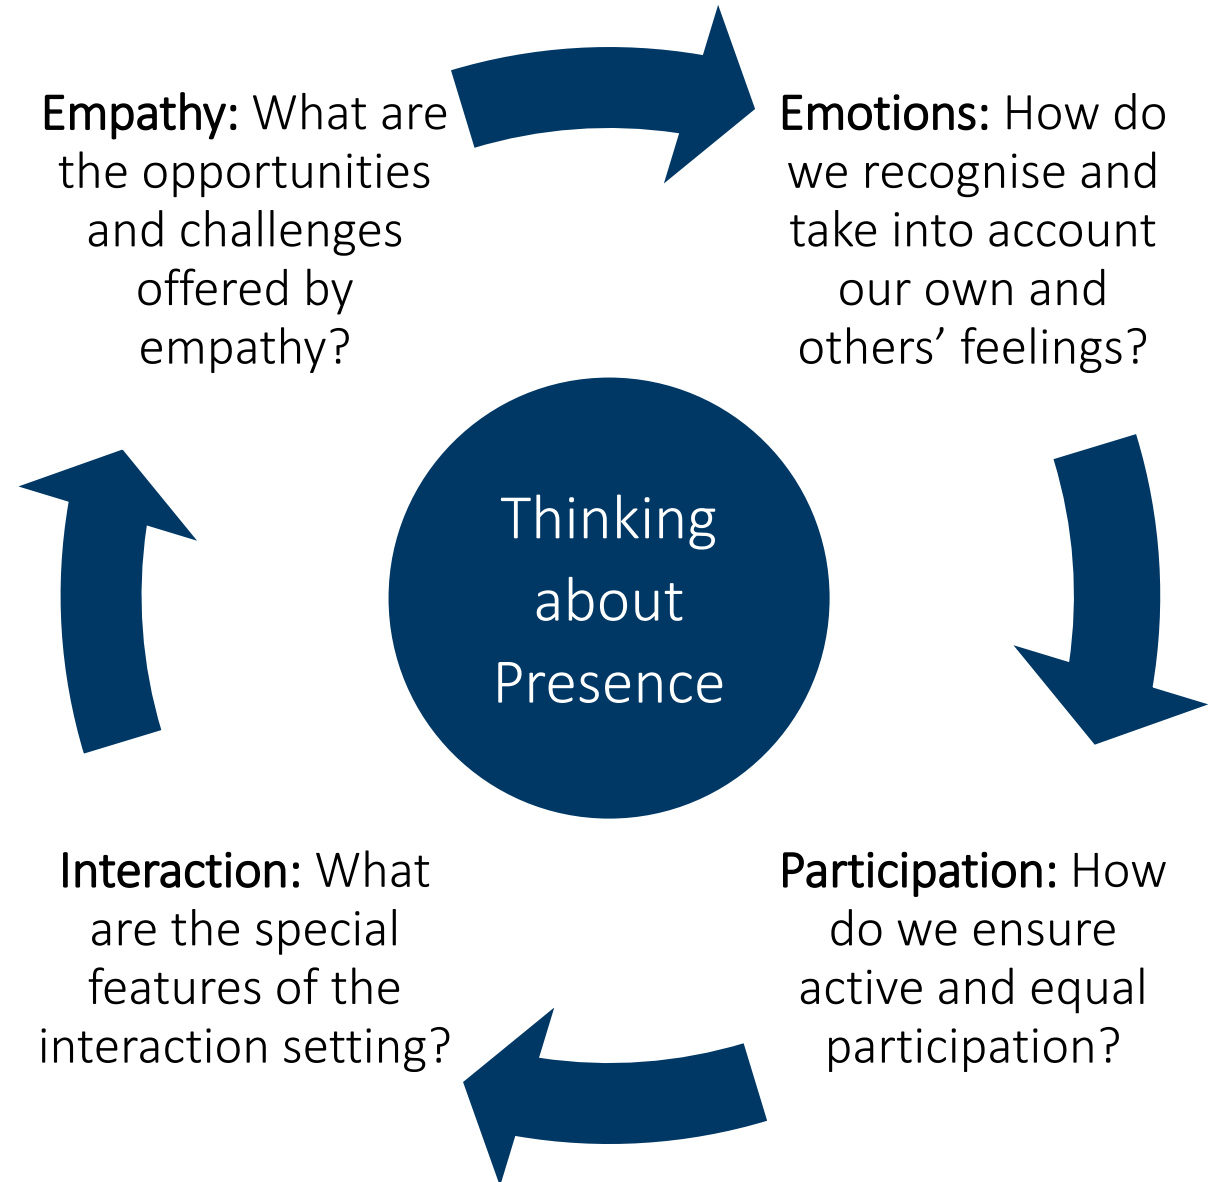 Empathy: What are
the opportunities
and challenges
offered by
empathy?
Emotions: How do
we recognise and
take into account
our own and
others’ feelings?
Thinking
about
Presence
Interaction: What
are the special
features of the
interaction setting?
Participation: How
do we ensure
active and equal
participation?